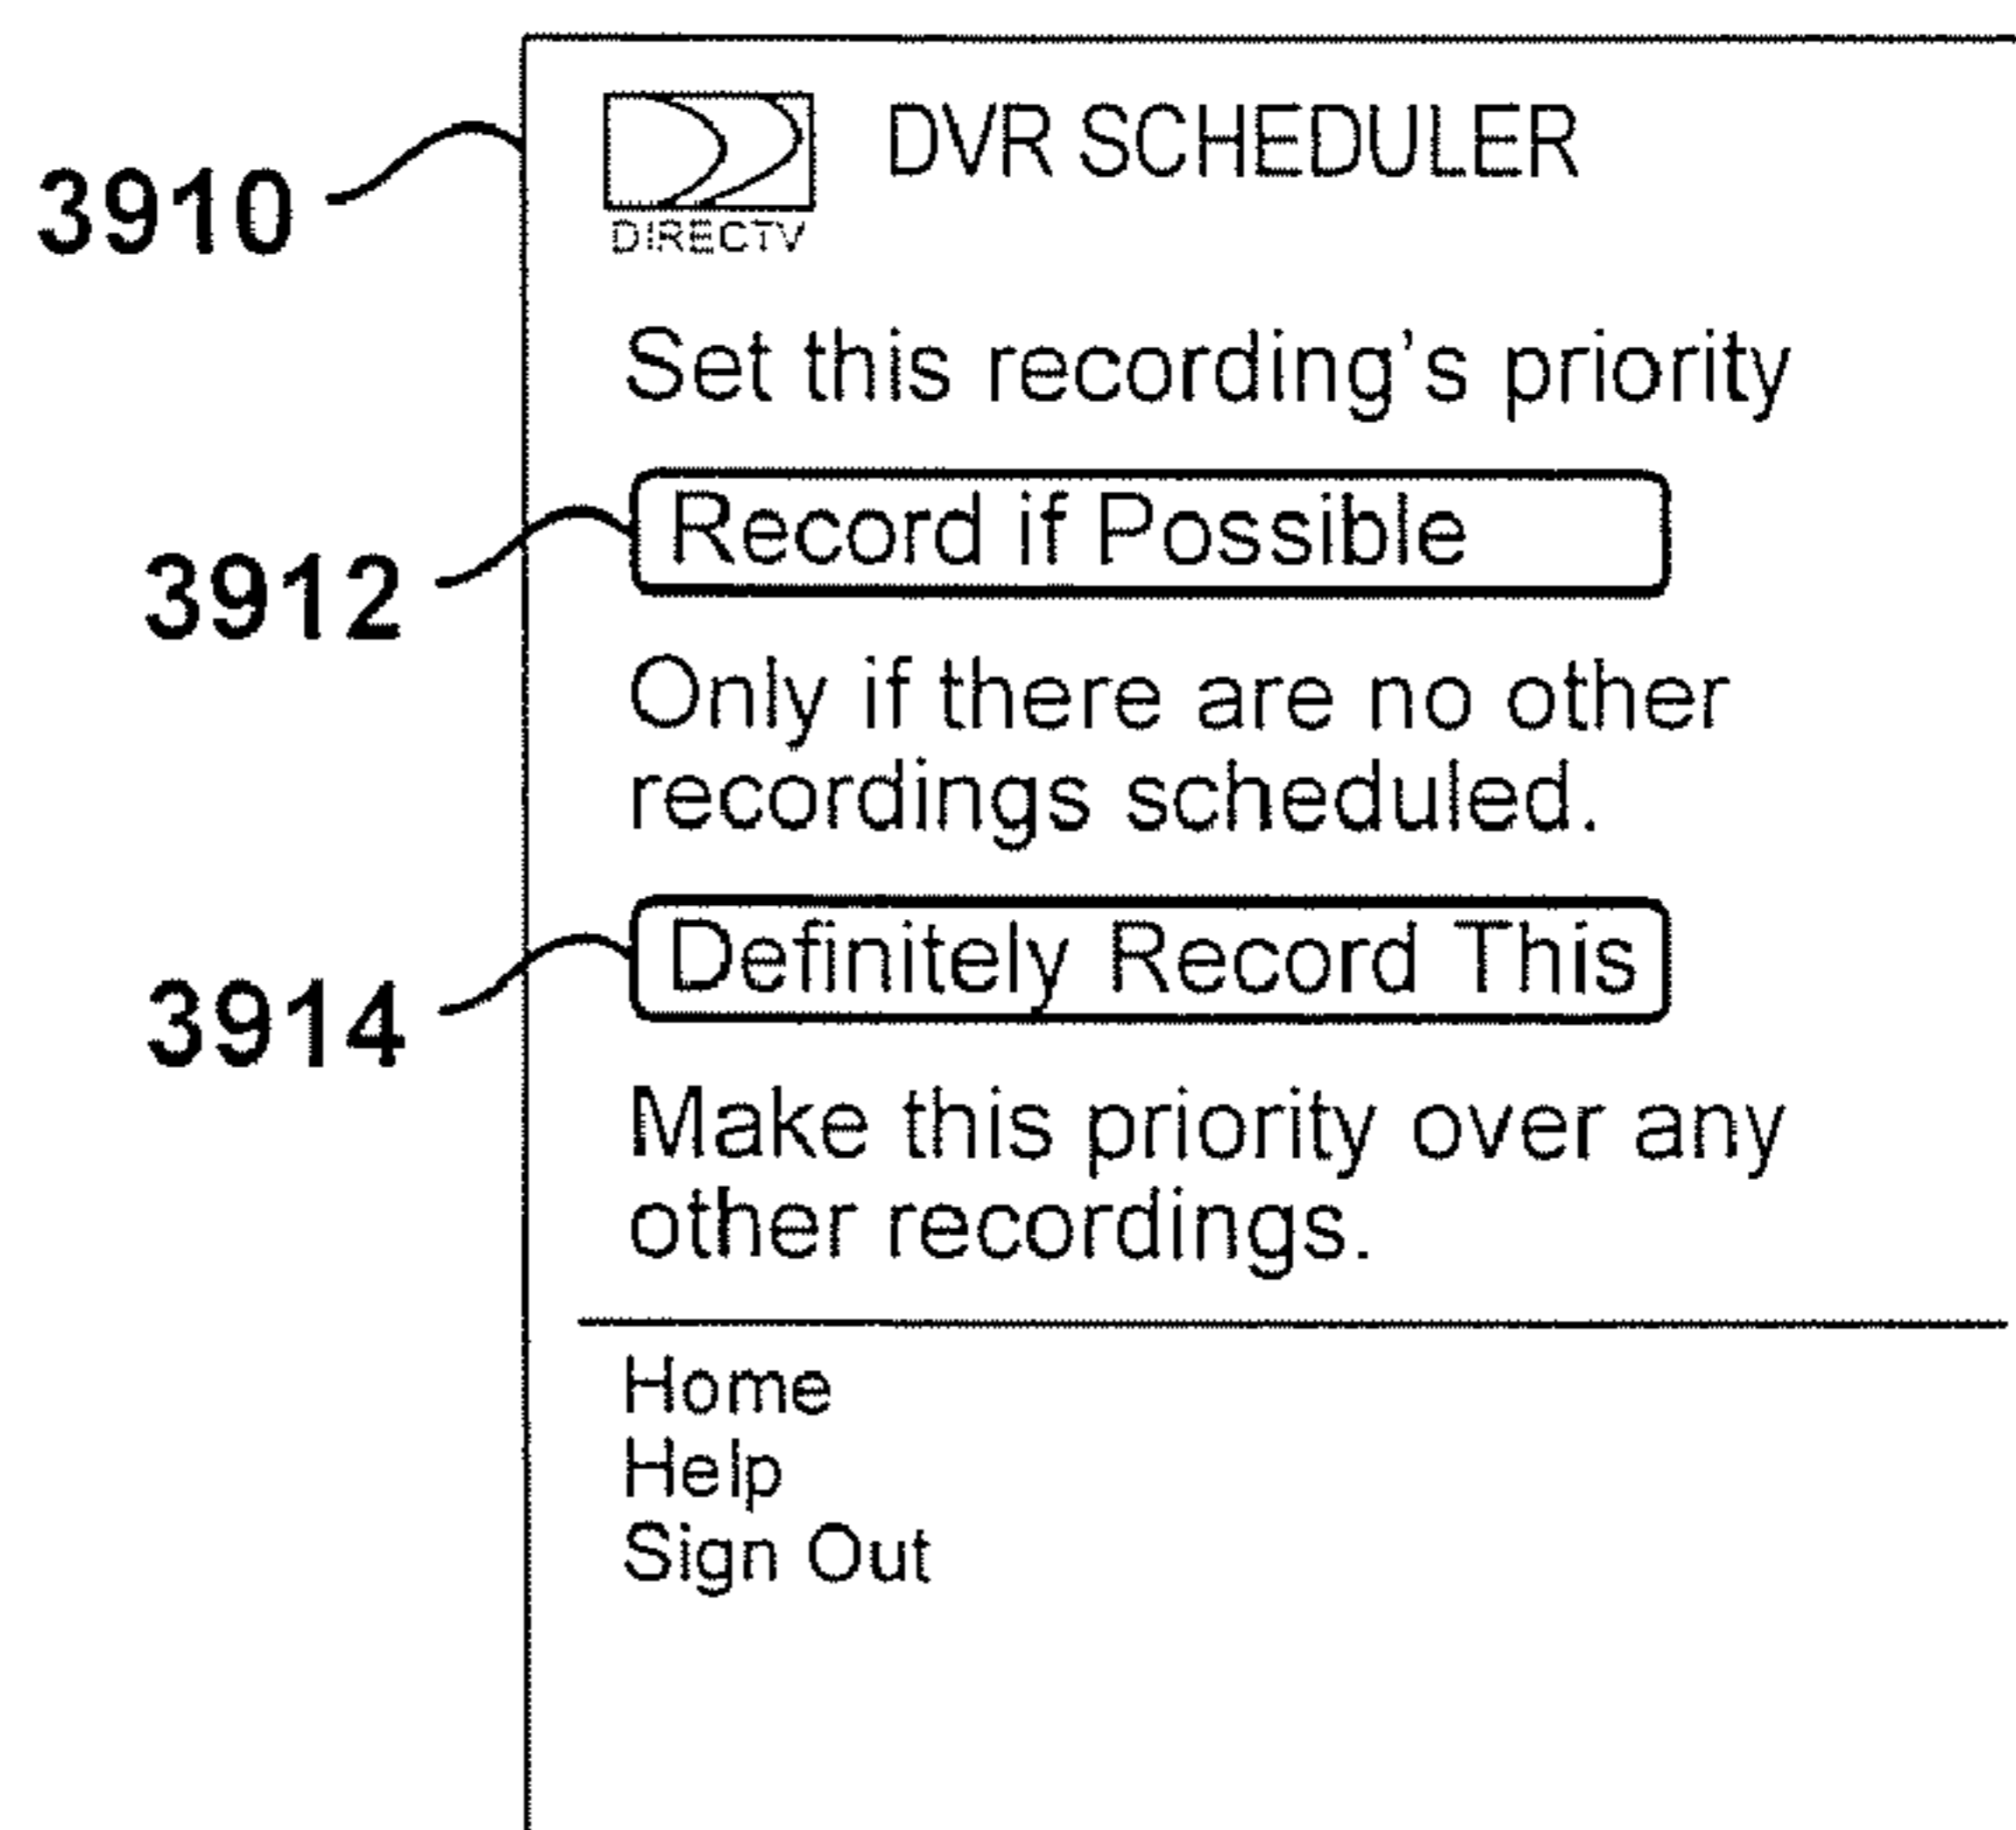 3910
DVR SCHEDULER
DIRECTV
Set this recording's priority
3912
Record if Possible
Only if there are no other
recordings scheduled.
3914
Definitely Record This
Make this priority over any
other recordings.
Home
Help
Sign Out